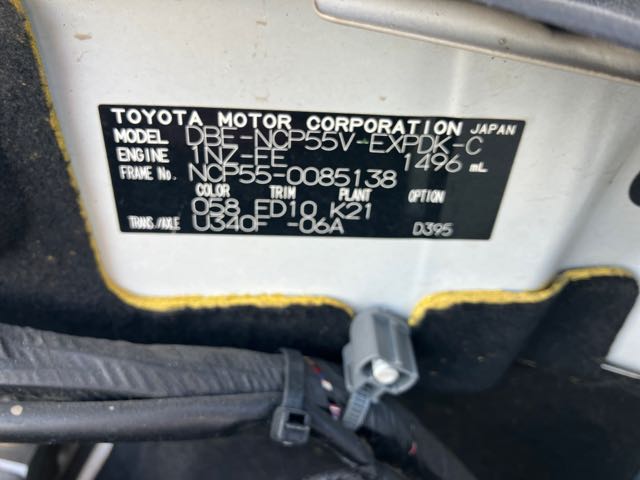 TOYOTA MOTOR CORPORATION JAPAN
MODEL DBE-NCP55V-EXPDK-C
ENGINE 1NZ-FE 1496 mL
FRAME No. NCP55-0085138
COLOR TRIM PLANT OPTION
058 FD10 K21
TRANS./AXLE U340F -06A D395